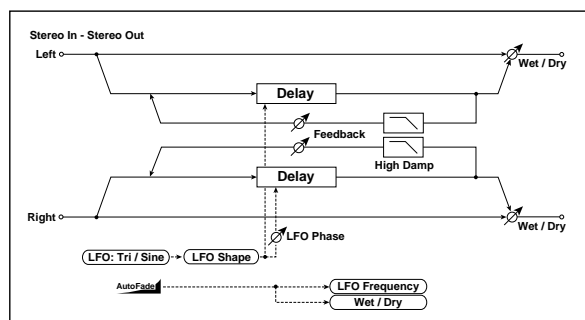 Stereo In - Stereo Out
Left
Wet / Dry
Delay
Feedback
High Damp
Delay
Right
Wet / Dry
LFO Phase
LFO: Tri / Sine
LFO Shape
AutoFade
LFO Frequency
Wet / Dry